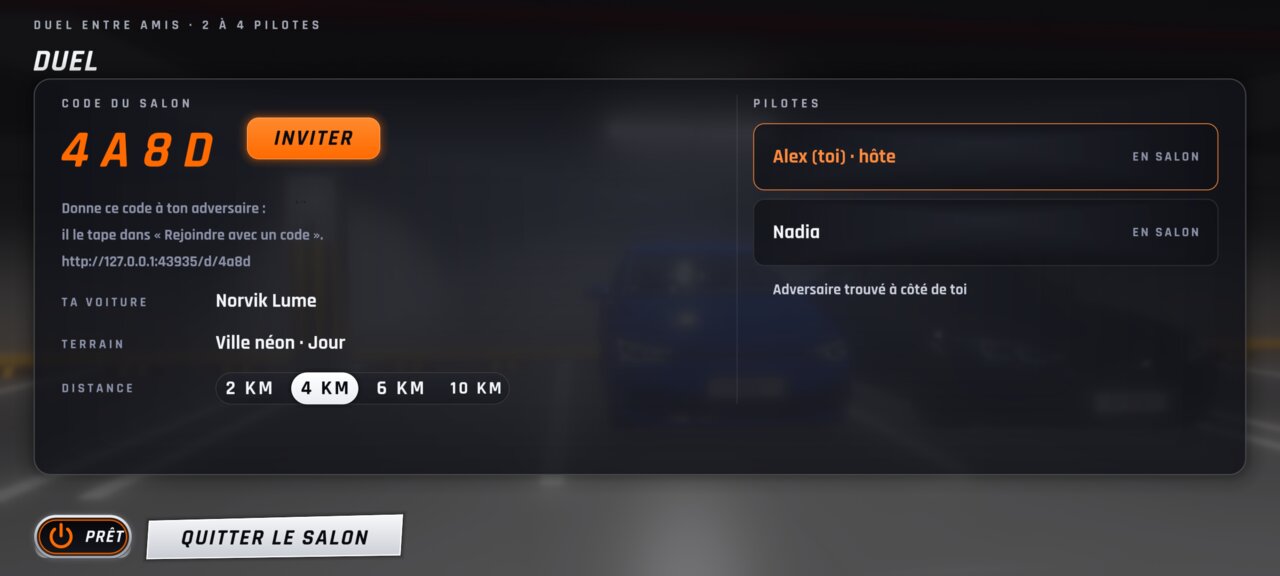 DUEL ENTRE AMIS · 2 À 4 PILOTES
DUEL
CODE DU SALON
4A8D
INVITER
Donne ce code à ton adversaire :
il le tape dans « Rejoindre avec un code ».
http://127.0.0.1:43935/d/4a8d
TA VOITURE Norvik Lume
TERRAIN Ville néon · Jour
DISTANCE 2 KM 4 KM 6 KM 10 KM
PILOTES
Alex (toi) · hôte EN SALON
Nadia EN SALON
Adversaire trouvé à côté de toi
PRÊT
QUITTER LE SALON